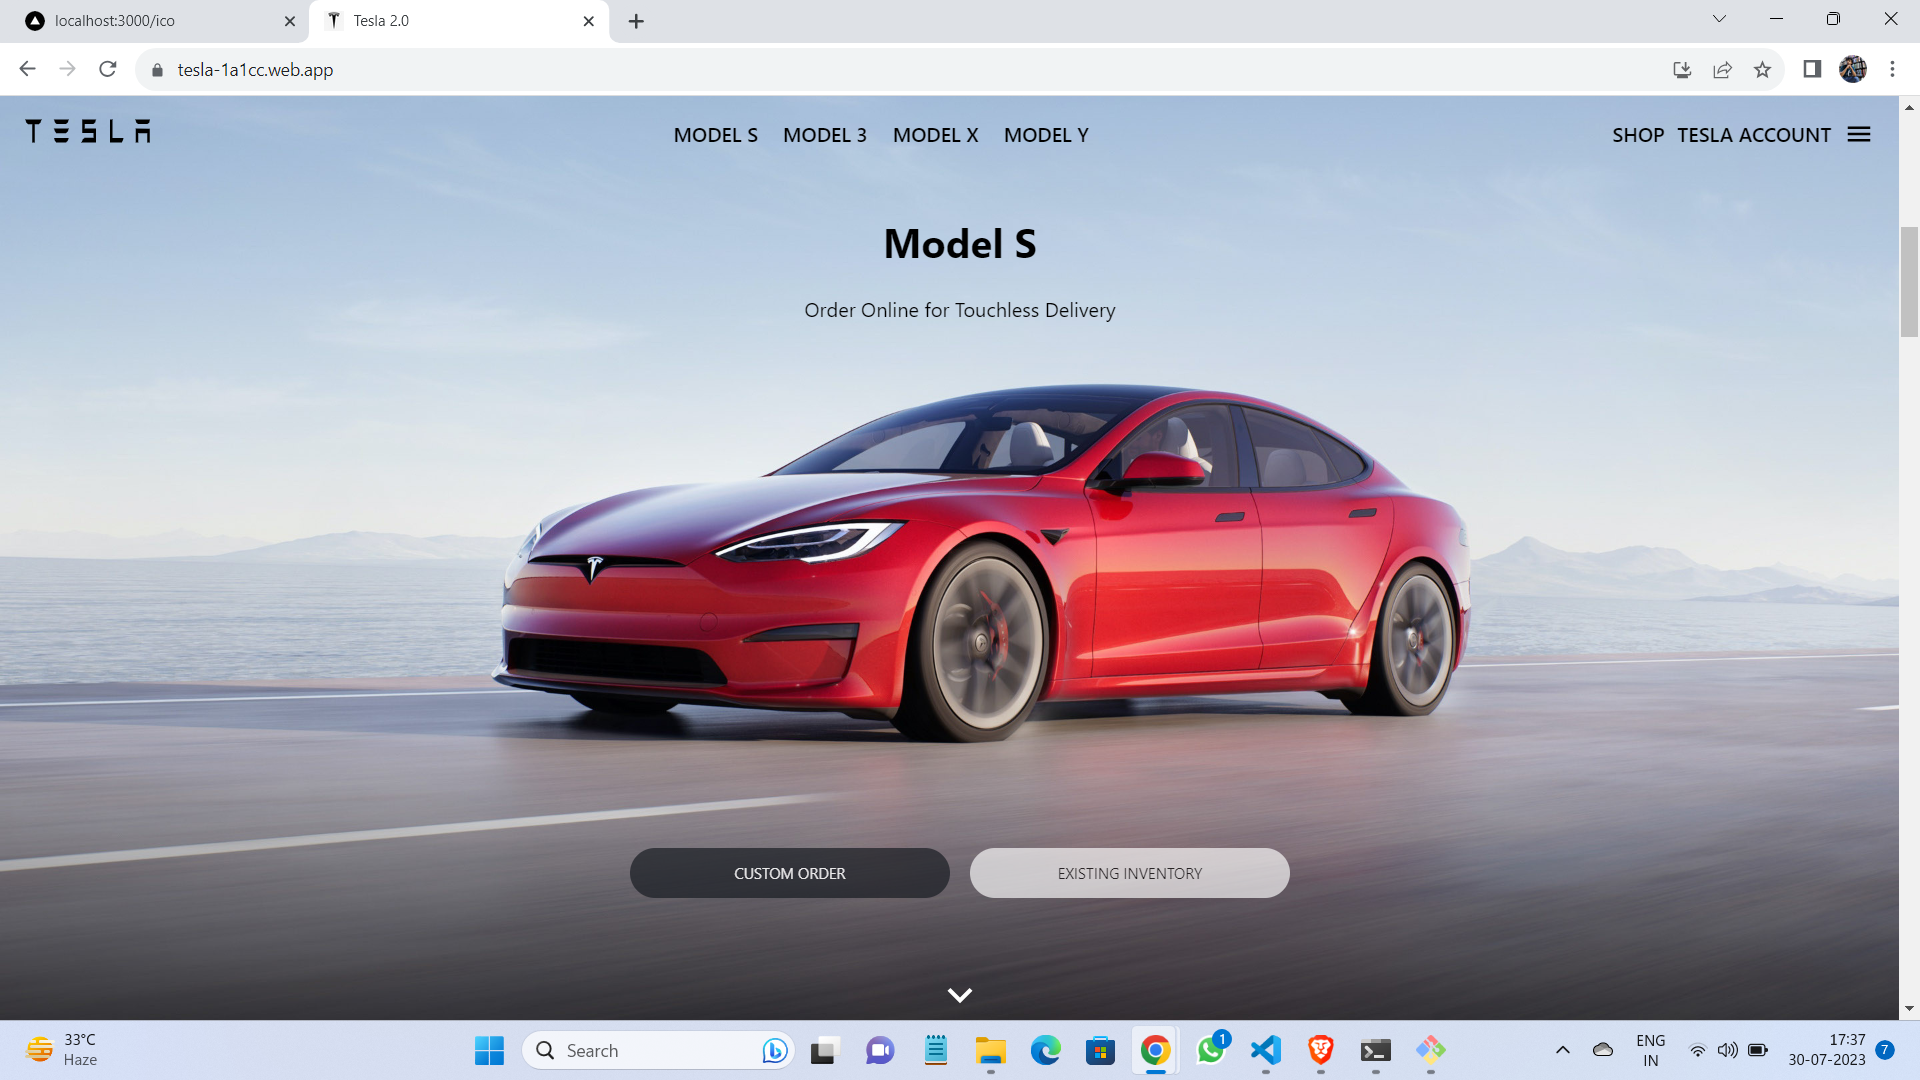 localhost:3000/ico
Tesla 2.0
tesla-1a1cc.web.app
TESLA
MODEL S MODEL 3 MODEL X MODEL Y
SHOP TESLA ACCOUNT
Model S
Order Online for Touchless Delivery
CUSTOM ORDER
EXISTING INVENTORY
33°C
Haze
Search
1
ENG
IN
17:37
30-07-2023
7